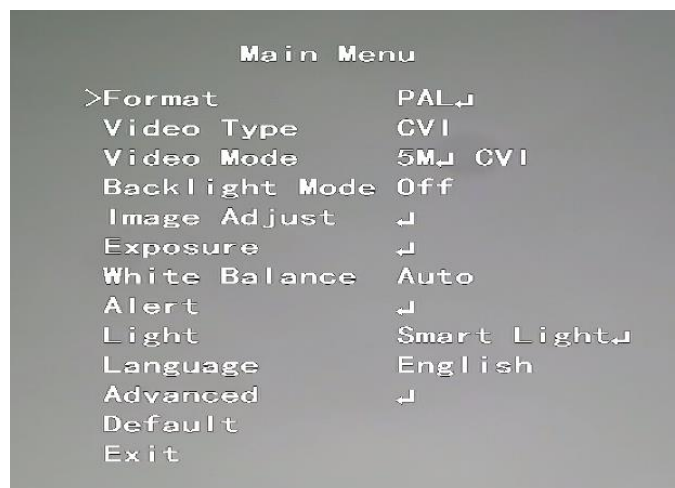 Main Menu
>Format PAL↵
Video Type CVI
Video Mode 5M↵ CVI
Backlight Mode Off
Image Adjust ↵
Exposure ↵
White Balance Auto
Alert ↵
Light Smart Light↵
Language English
Advanced ↵
Default
Exit